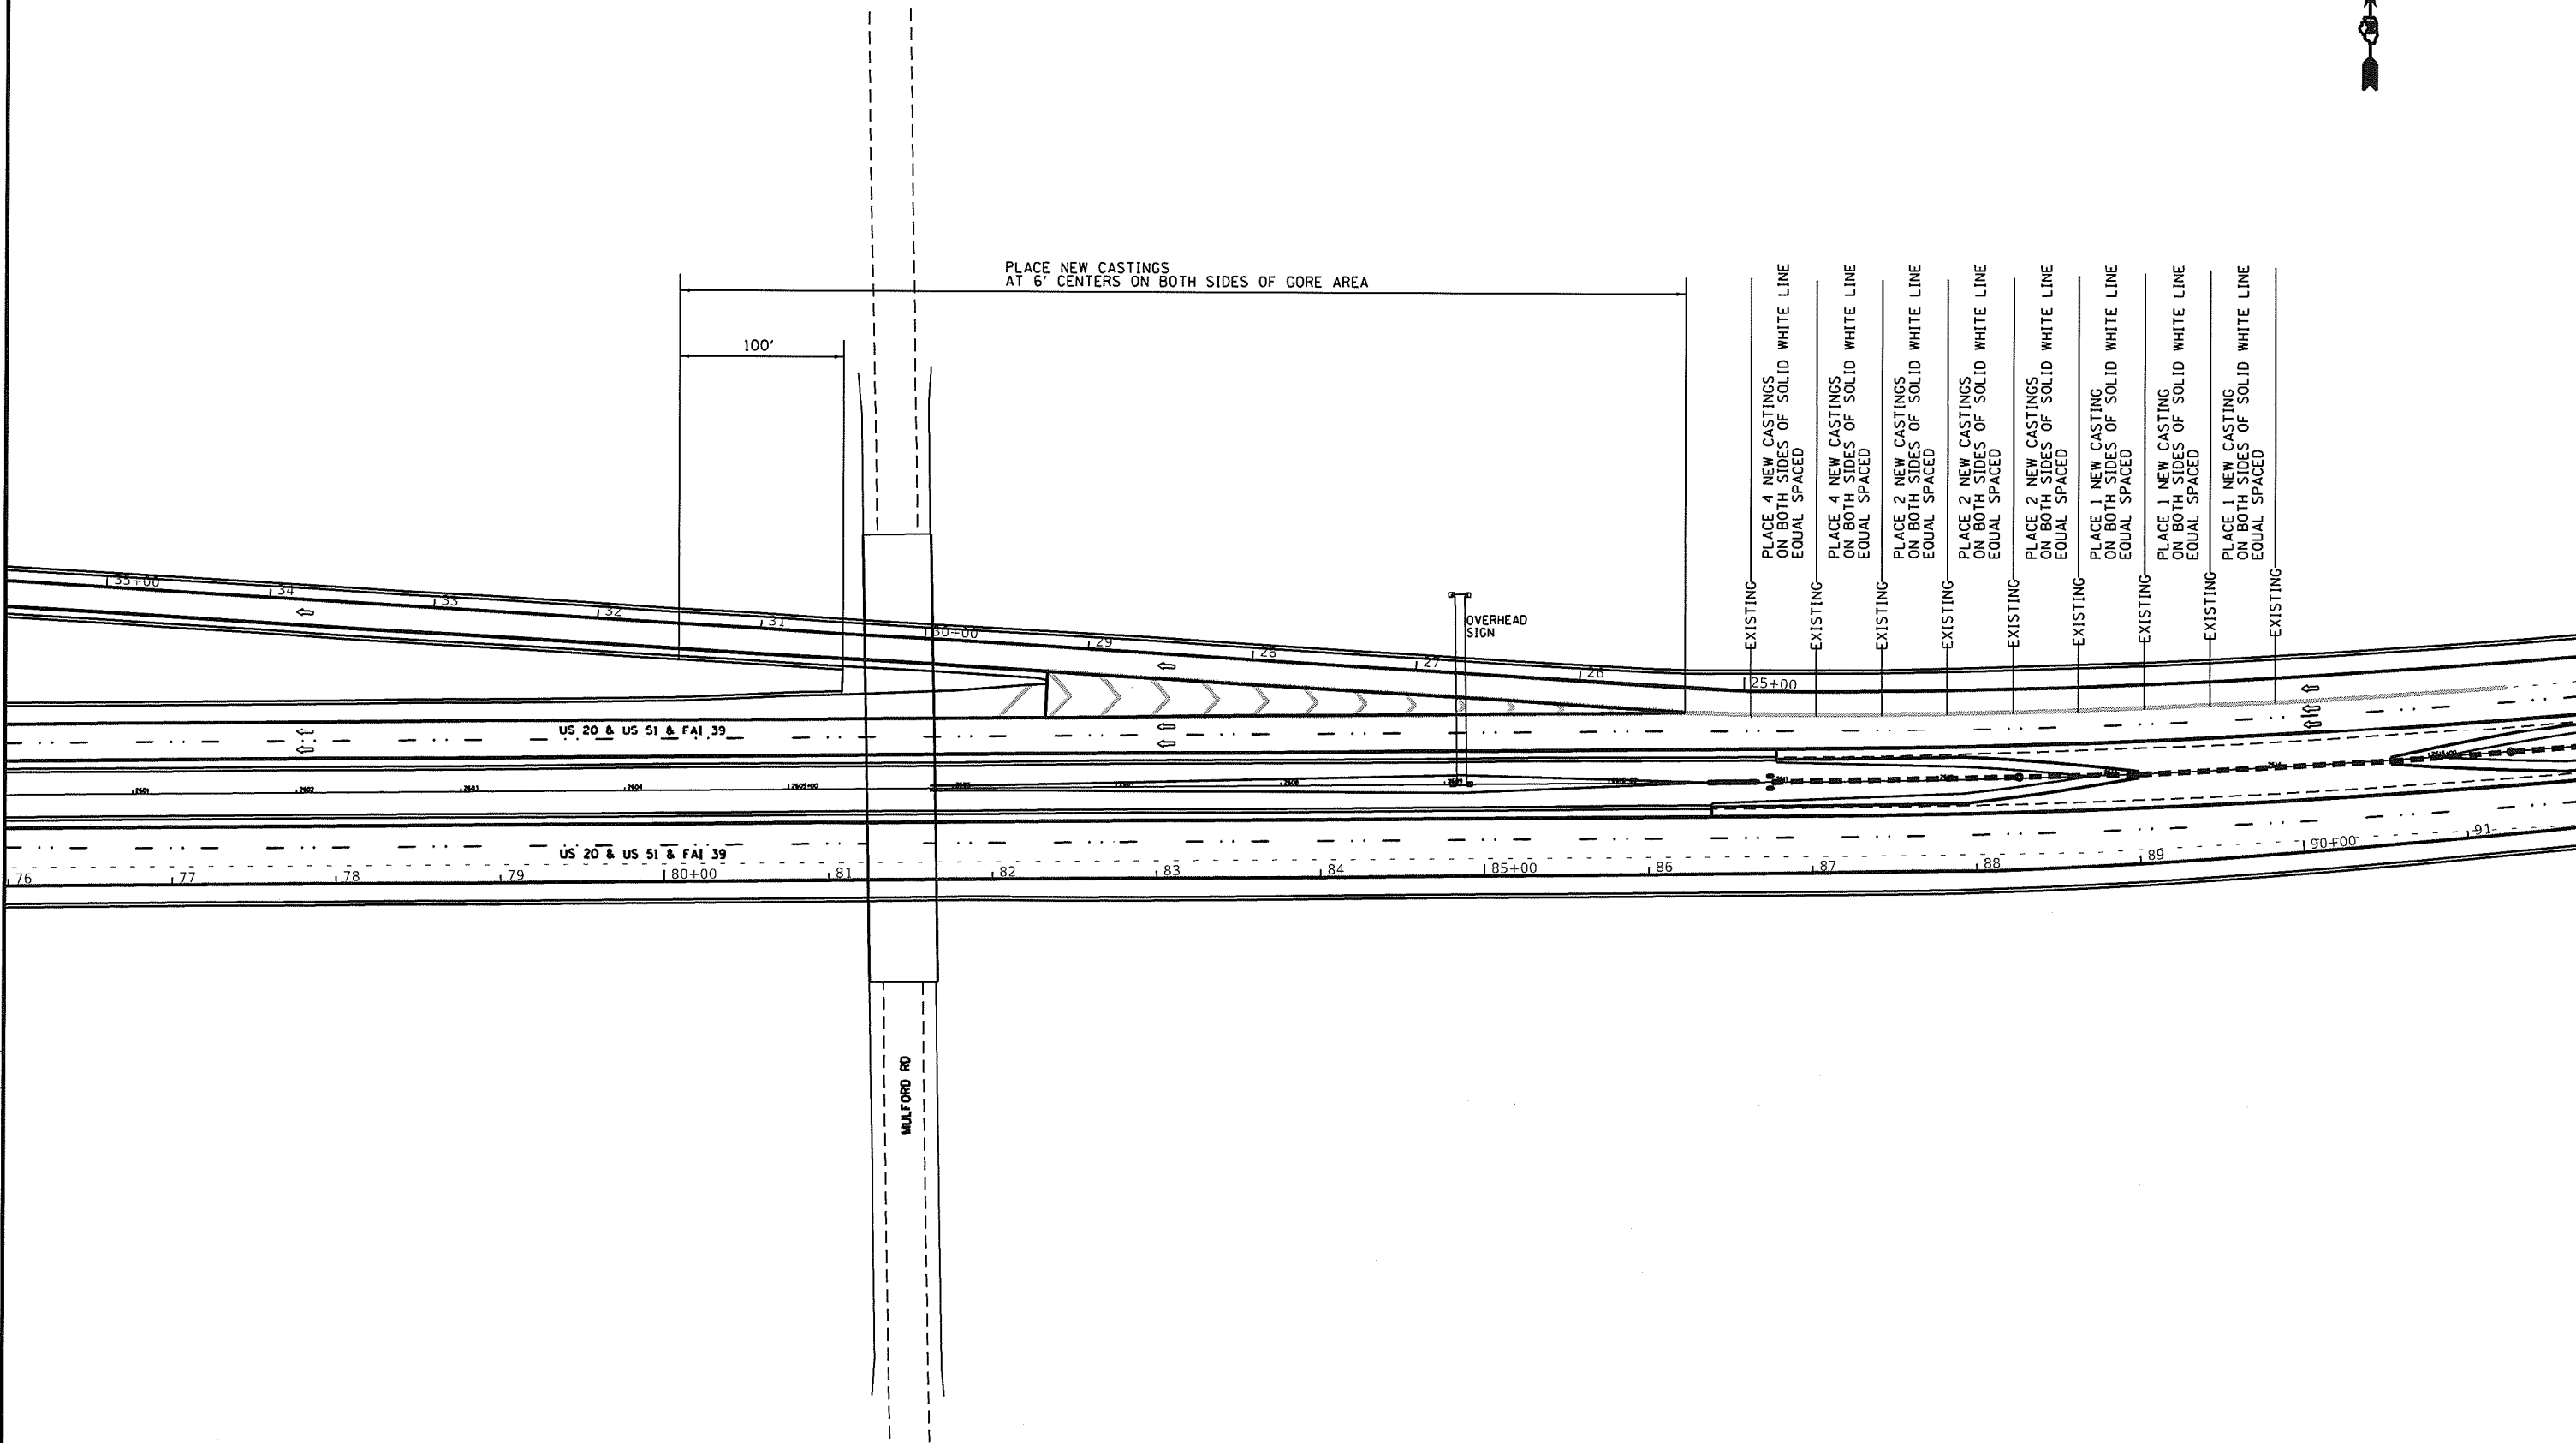 PLACE NEW CASTINGS
AT 6' CENTERS ON BOTH SIDES OF GORE AREA
100'
PLACE 4 NEW CASTINGS
ON BOTH SIDES OF SOLID WHITE LINE
EQUAL SPACED
PLACE 4 NEW CASTINGS
ON BOTH SIDES OF SOLID WHITE LINE
EQUAL SPACED
PLACE 2 NEW CASTINGS
ON BOTH SIDES OF SOLID WHITE LINE
EQUAL SPACED
PLACE 2 NEW CASTINGS
ON BOTH SIDES OF SOLID WHITE LINE
EQUAL SPACED
PLACE 2 NEW CASTINGS
ON BOTH SIDES OF SOLID WHITE LINE
EQUAL SPACED
PLACE 1 NEW CASTING
ON BOTH SIDES OF SOLID WHITE LINE
EQUAL SPACED
PLACE 1 NEW CASTING
ON BOTH SIDES OF SOLID WHITE LINE
EQUAL SPACED
PLACE 1 NEW CASTING
ON BOTH SIDES OF SOLID WHITE LINE
EQUAL SPACED
EXISTING
EXISTING
EXISTING
EXISTING
EXISTING
EXISTING
EXISTING
EXISTING
EXISTING
35+00
34
33
32
31
30+00
29
28
27
26
25+00
OVERHEAD
SIGN
US 20 & US 51 & FAI 39
2601
2602
2603
2604
2605+00
2608
US 20 & US 51 & FAI 39
76
77
78
79
80+00
81
82
83
84
85+00
86
87
88
89
90+00
91
MULFORD RD